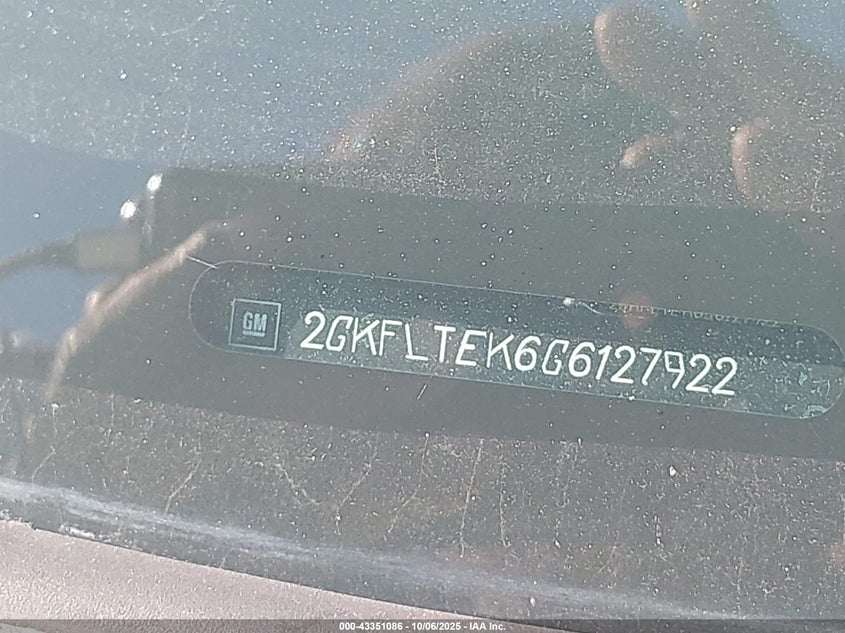 GM
2GKFLTEK6G6127922
000-43351086 - 10/06/2025 - IAA Inc.